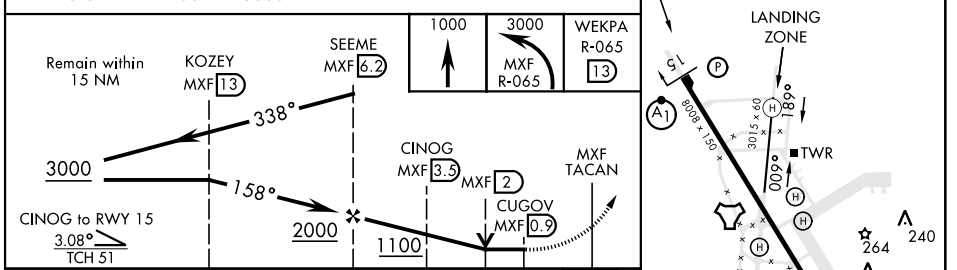 1000
3000
MXF
R-065
WEKPA
R-065
13
Remain within
15 NM
KOZEY
MXF 13
SEEME
MXF 6.2
338°
3000
158°
2000
CINOG
MXF 3.5
MXF 2
CUGOV
MXF 0.9
MXF
TACAN
1100
CINOG to RWY 15
3.08°
TCH 51
LANDING
ZONE
15
P
A1
8008 x 150
3015 x 60
H
189°
TWR
009°
H
H
H
264
240